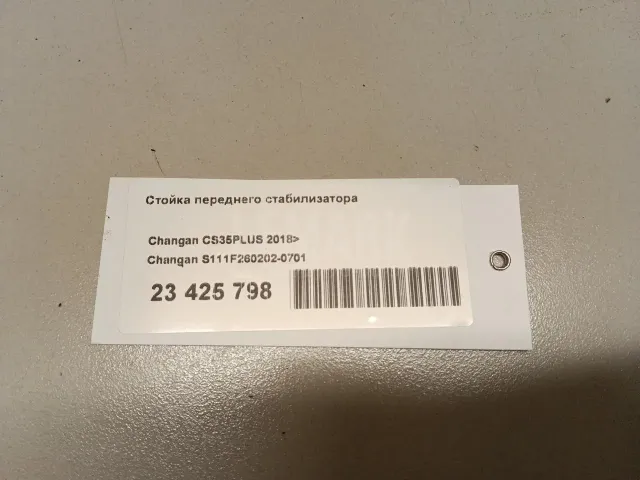 Стойка переднего стабилизатора
Changan CS35PLUS 2018>
Changan S111F260202-0701
23 425 798